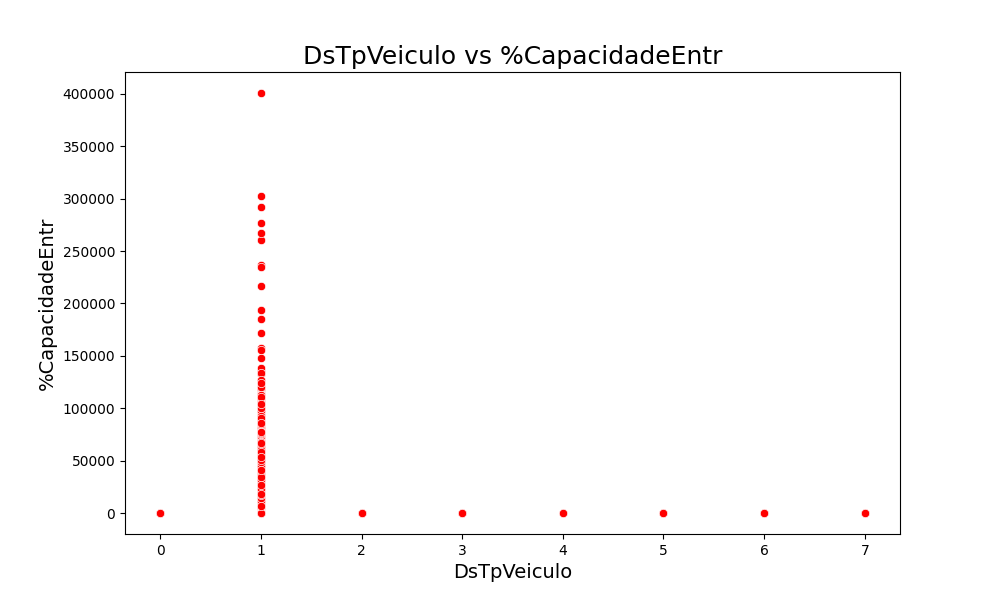 DsTpVeiculo vs %CapacidadeEntr
400000
350000
300000
250000
200000
150000
100000
50000
0
%CapacidadeEntr
0 1 2 3 4 5 6 7
DsTpVeiculo